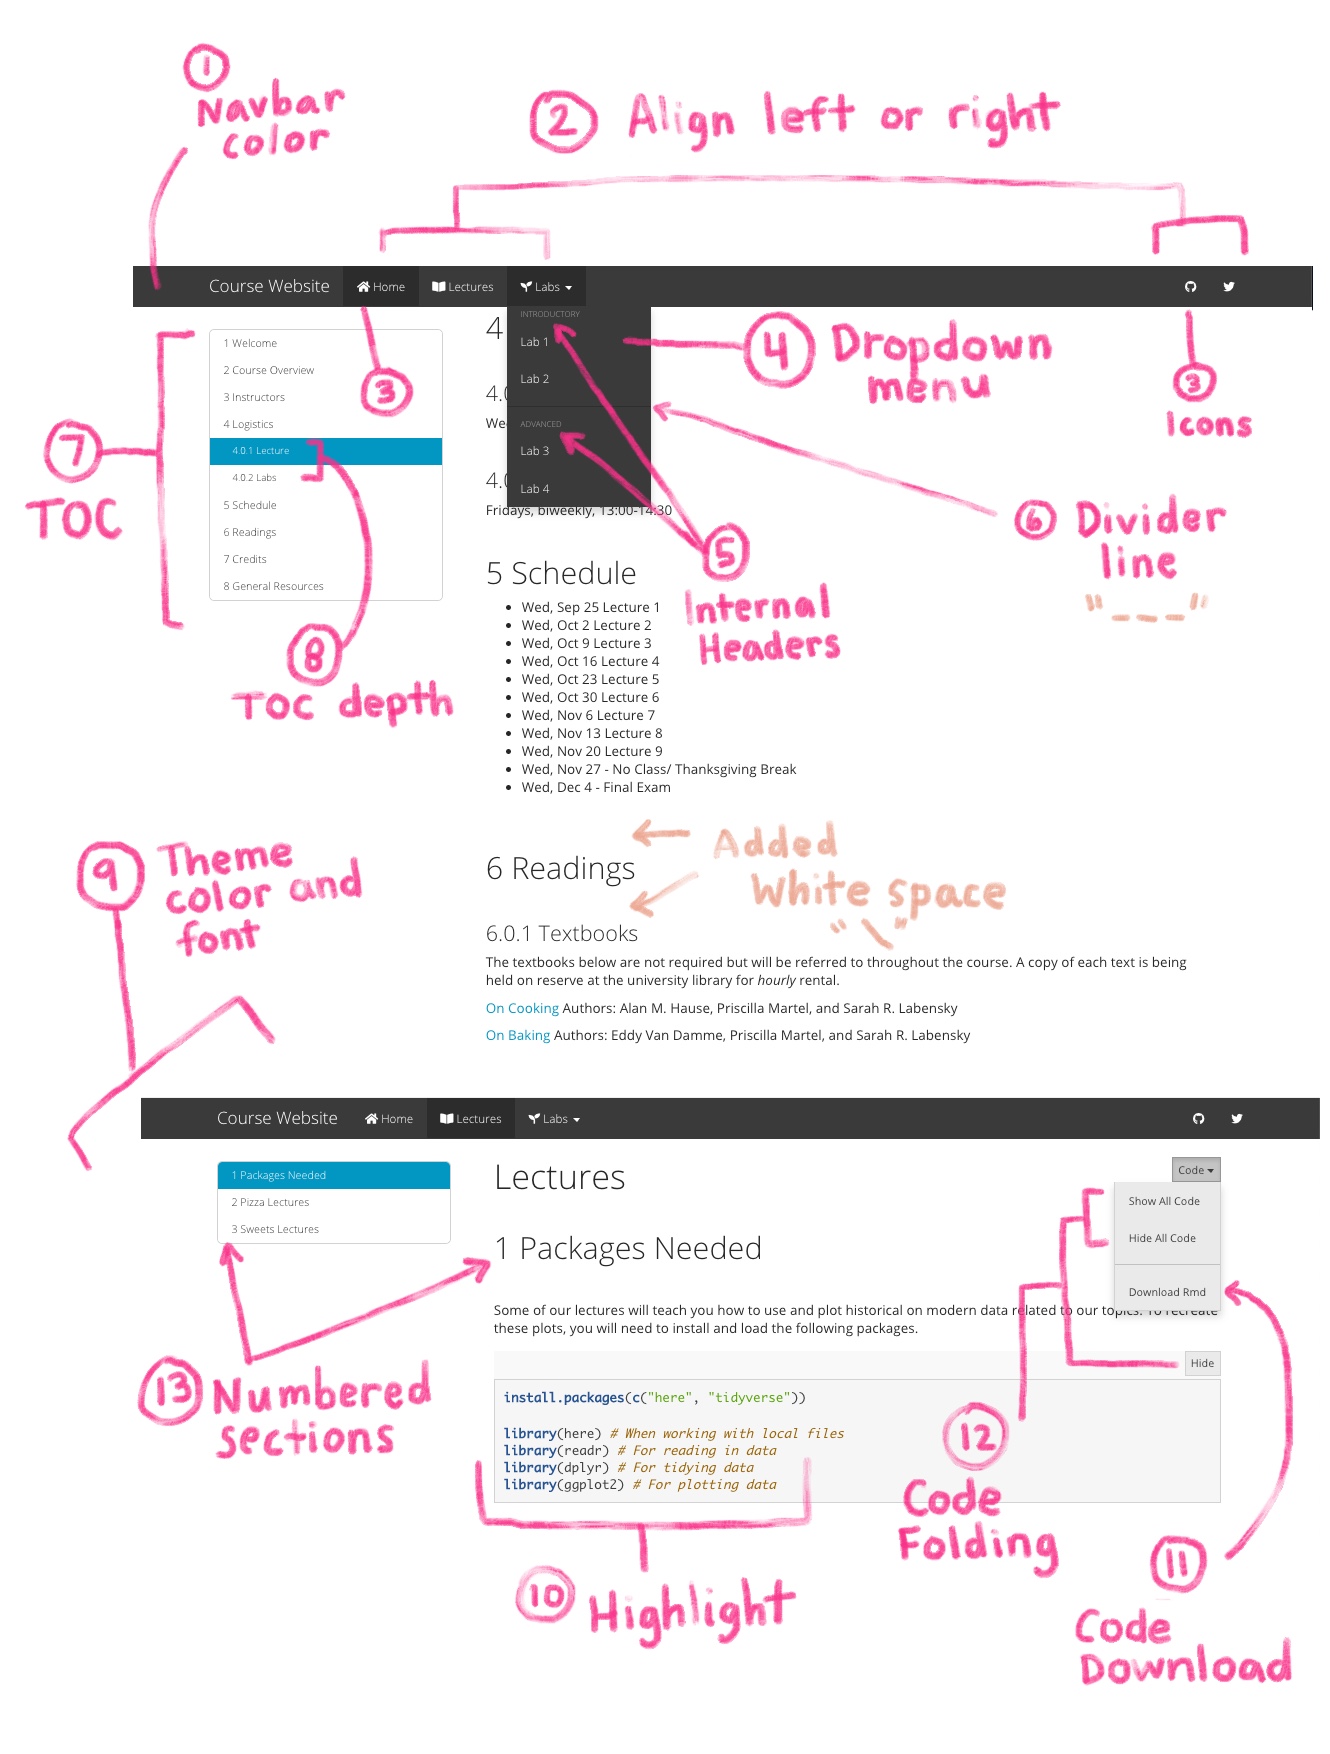 1
Navbar
color
2 Align left or right
Course Website Home Lectures Labs
INTRODUCTORY
Lab 1
Lab 2
ADVANCED
Lab 3
Lab 4
4 Dropdown
menu
3
3
Icons
1 Welcome
2 Course Overview
3 Instructors
4 Logistics
4.0.1 Lecture
4.0.2 Labs
5 Schedule
6 Readings
7 Credits
8 General Resources
7
TOC
8
TOC depth
4
4.0
We
4.0
Fridays, biweekly, 13:00-14:30
5
Internal
Headers
6 Divider
line
"---"
5 Schedule
Wed, Sep 25 Lecture 1
Wed, Oct 2 Lecture 2
Wed, Oct 9 Lecture 3
Wed, Oct 16 Lecture 4
Wed, Oct 23 Lecture 5
Wed, Oct 30 Lecture 6
Wed, Nov 6 Lecture 7
Wed, Nov 13 Lecture 8
Wed, Nov 20 Lecture 9
Wed, Nov 27 - No Class/ Thanksgiving Break
Wed, Dec 4 - Final Exam
9 Theme
color and
font
Added
White space
"\"
6 Readings
6.0.1 Textbooks
The textbooks below are not required but will be referred to throughout the course. A copy of each text is being
held on reserve at the university library for hourly rental.
On Cooking Authors: Alan M. Hause, Priscilla Martel, and Sarah R. Labensky
On Baking Authors: Eddy Van Damme, Priscilla Martel, and Sarah R. Labensky
Course Website Home Lectures Labs
1 Packages Needed
2 Pizza Lectures
3 Sweets Lectures
13 Numbered
sections
Lectures
Code
Show All Code
Hide All Code
Download Rmd
1 Packages Needed
Some of our lectures will teach you how to use and plot historical on modern data related to our topics. To recreate
these plots, you will need to install and load the following packages.
Hide
install.packages(c("here", "tidyverse"))
library(here) # When working with local files
library(readr) # For reading in data
library(dplyr) # For tidying data
library(ggplot2) # For plotting data
10 Highlight
12
Code
Folding
11
Code
Download